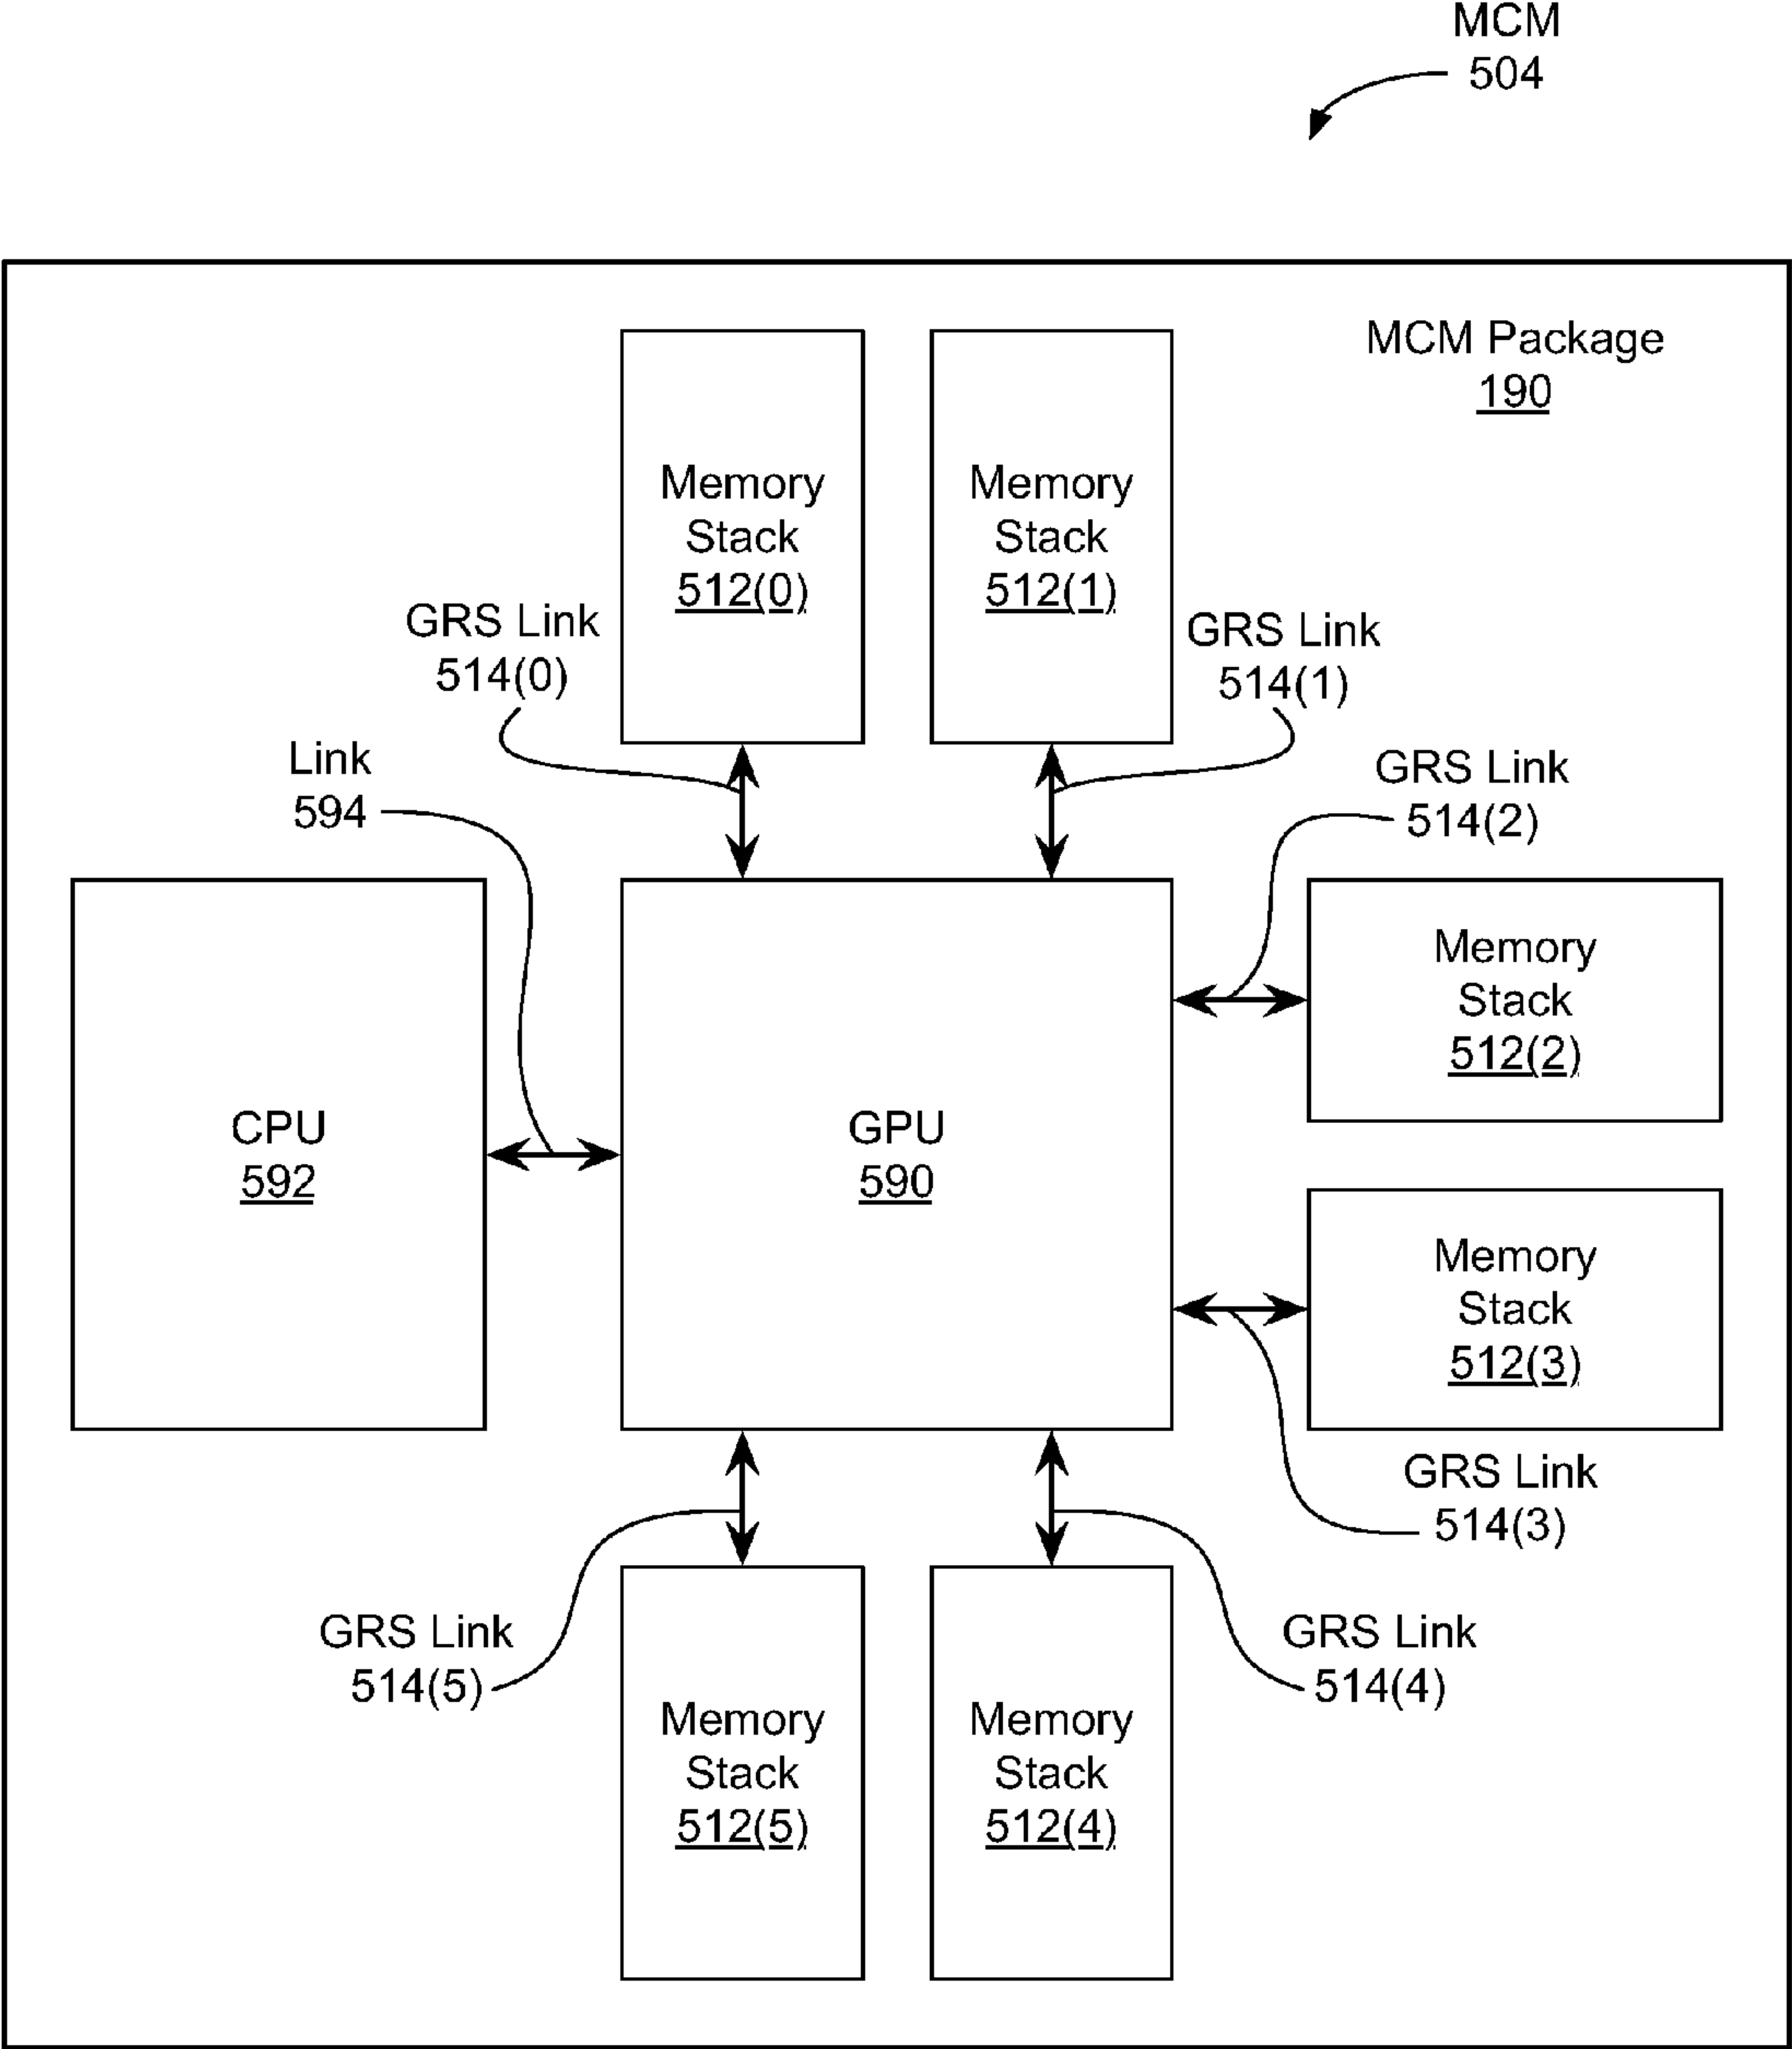 MCM
504
MCM Package
190
Memory
Stack
512(0)
Memory
Stack
512(1)
GRS Link
514(0)
GRS Link
514(1)
Link
594
GRS Link
514(2)
CPU
592
GPU
590
Memory
Stack
512(2)
Memory
Stack
512(3)
GRS Link
514(3)
GRS Link
514(5)
GRS Link
514(4)
Memory
Stack
512(5)
Memory
Stack
512(4)